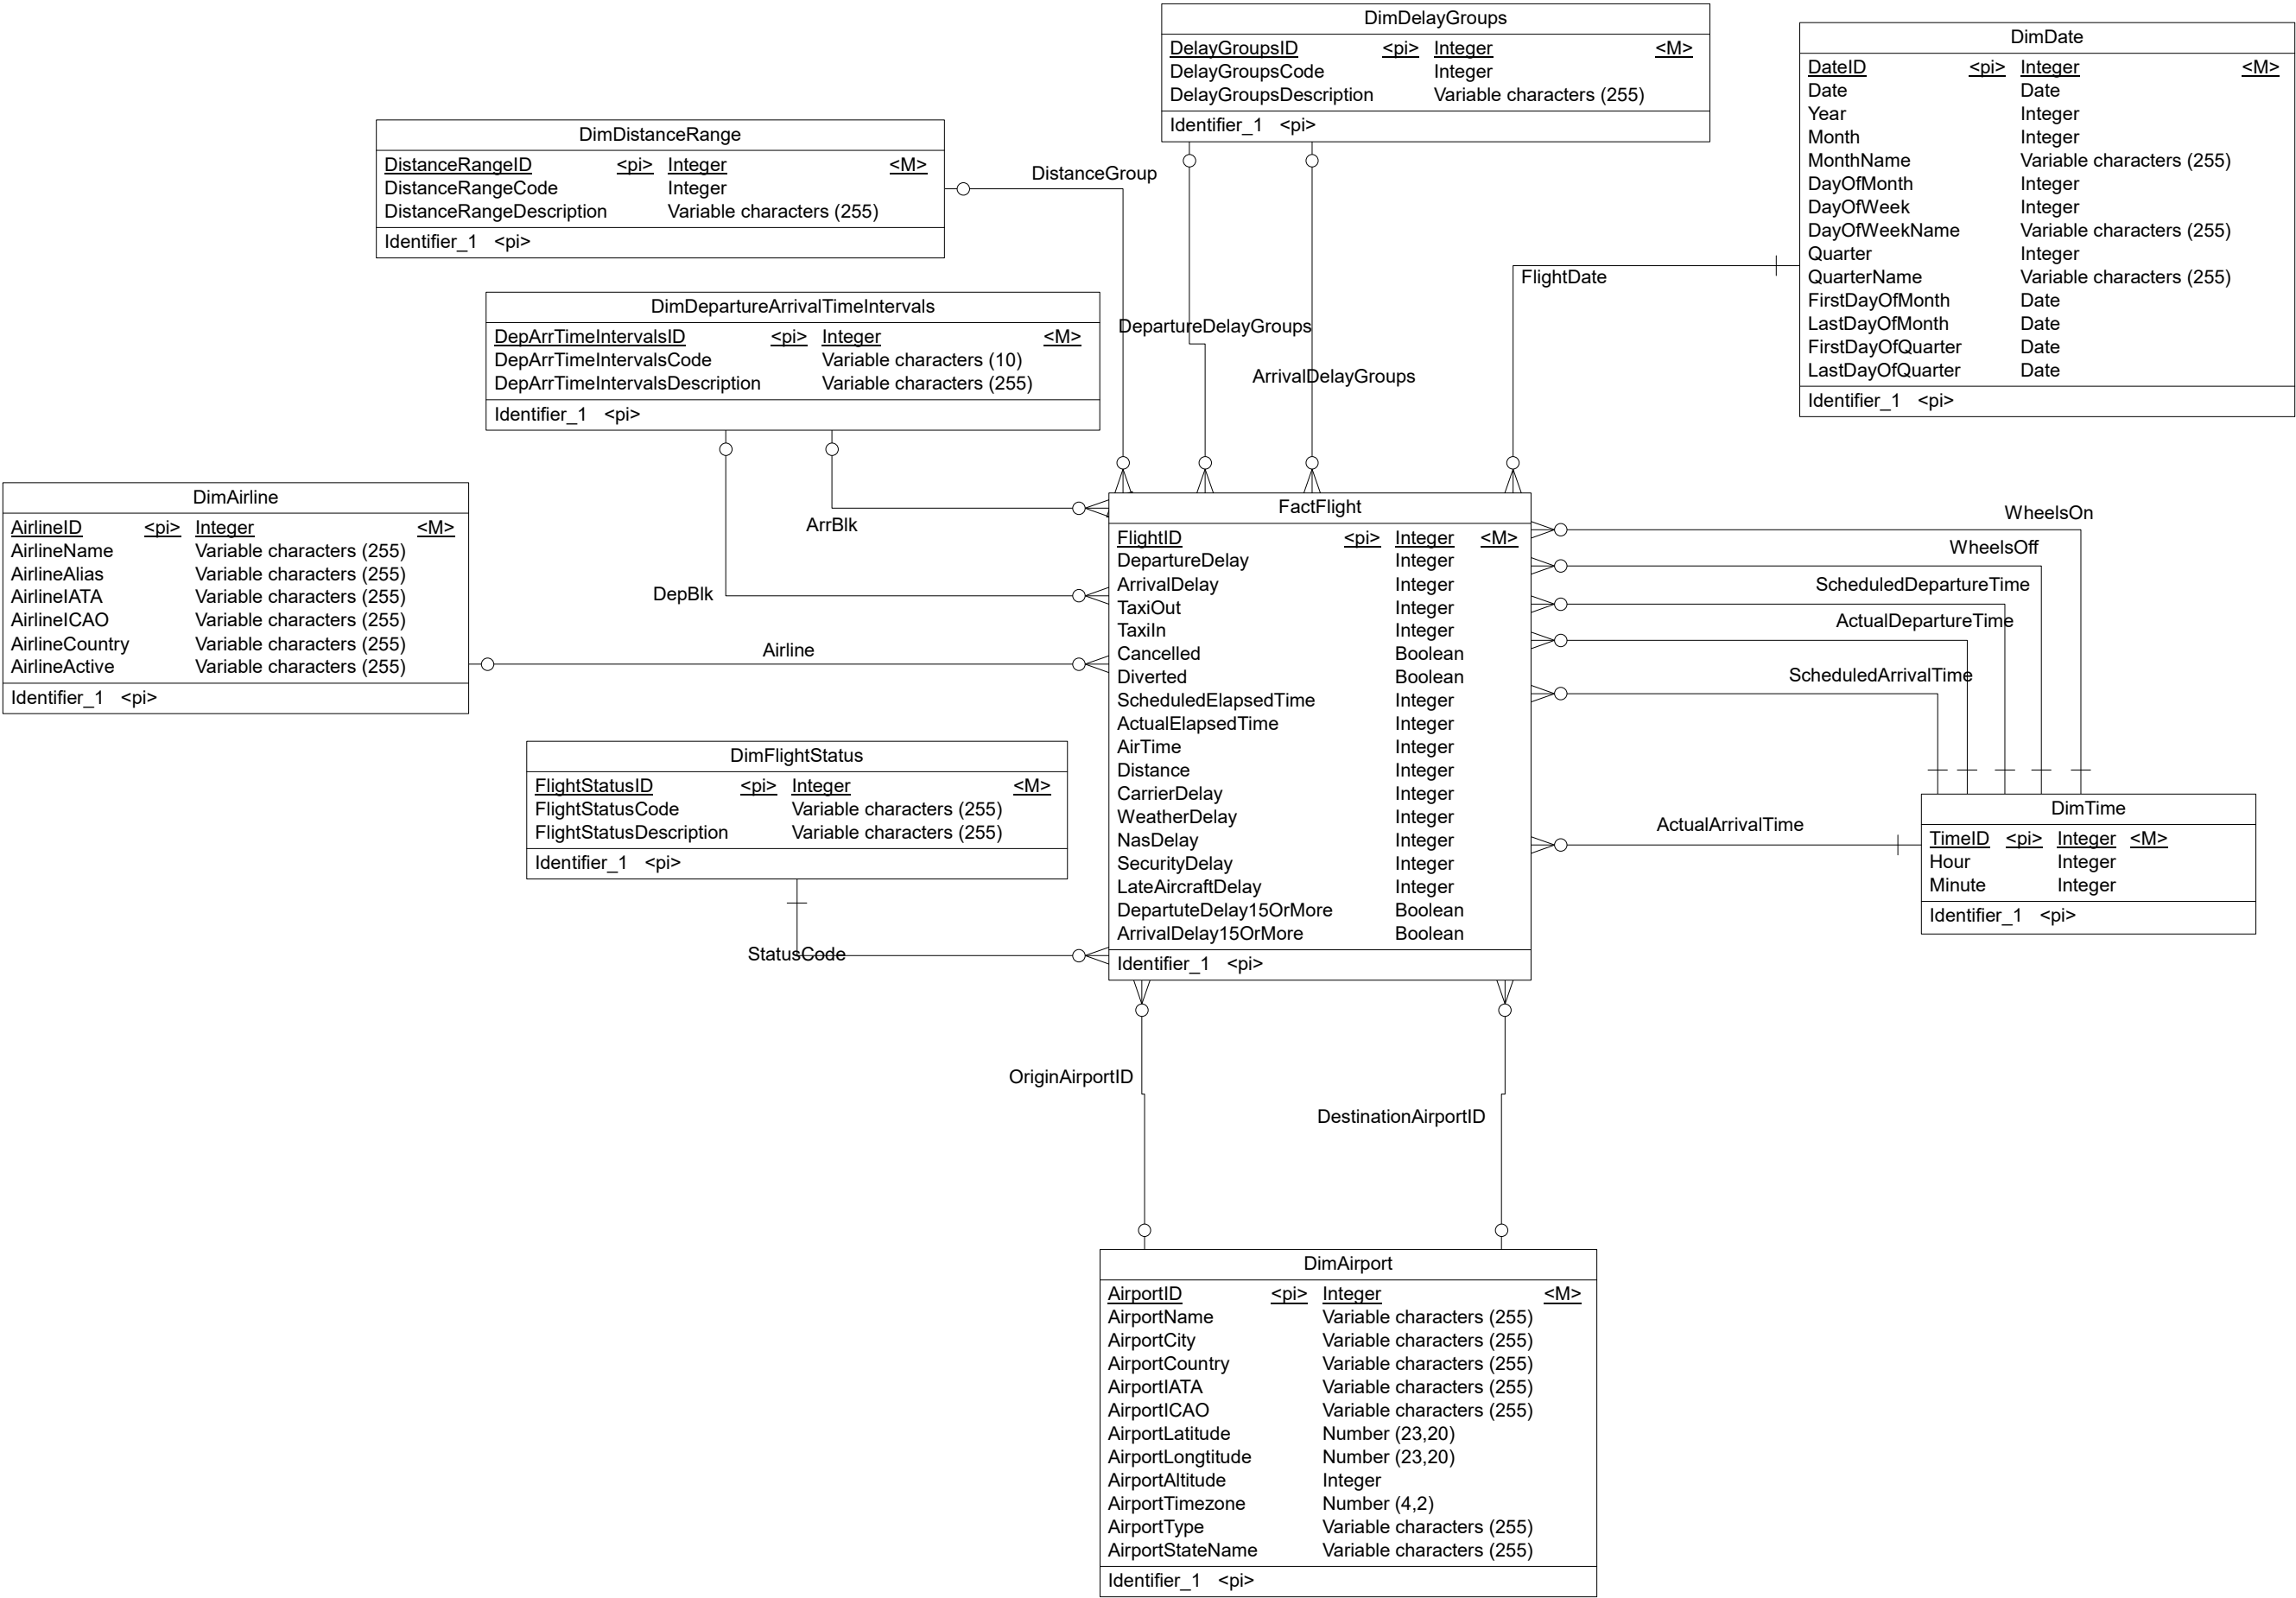 DimDelayGroups
DelayGroupsID <pi> Integer <M>
DelayGroupsCode Integer
DelayGroupsDescription Variable characters (255)
Identifier_1 <pi>
DimDate
DateID <pi> Integer <M>
Date Date
Year Integer
Month Integer
MonthName Variable characters (255)
DayOfMonth Integer
DayOfWeek Integer
DayOfWeekName Variable characters (255)
Quarter Integer
QuarterName Variable characters (255)
FirstDayOfMonth Date
LastDayOfMonth Date
FirstDayOfQuarter Date
LastDayOfQuarter Date
Identifier_1 <pi>
DimDistanceRange
DistanceRangeID <pi> Integer <M>
DistanceRangeCode Integer
DistanceRangeDescription Variable characters (255)
Identifier_1 <pi>
DistanceGroup
FlightDate
DepartureDelayGroups
ArrivalDelayGroups
DimDepartureArrivalTimeIntervals
DepArrTimeIntervalsID <pi> Integer <M>
DepArrTimeIntervalsCode Variable characters (10)
DepArrTimeIntervalsDescription Variable characters (255)
Identifier_1 <pi>
ArrBlk
DepBlk
DimAirline
AirlineID <pi> Integer <M>
AirlineName Variable characters (255)
AirlineAlias Variable characters (255)
AirlineIATA Variable characters (255)
AirlineICAO Variable characters (255)
AirlineCountry Variable characters (255)
AirlineActive Variable characters (255)
Identifier_1 <pi>
Airline
FactFlight
FlightID <pi> Integer <M>
DepartureDelay Integer
ArrivalDelay Integer
TaxiOut Integer
TaxiIn Integer
Cancelled Boolean
Diverted Boolean
ScheduledElapsedTime Integer
ActualElapsedTime Integer
AirTime Integer
Distance Integer
CarrierDelay Integer
WeatherDelay Integer
NasDelay Integer
SecurityDelay Integer
LateAircraftDelay Integer
DepartuteDelay15OrMore Boolean
ArrivalDelay15OrMore Boolean
Identifier_1 <pi>
WheelsOn
WheelsOff
ScheduledDepartureTime
ActualDepartureTime
ScheduledArrivalTime
ActualArrivalTime
DimTime
TimeID <pi> Integer <M>
Hour Integer
Minute Integer
Identifier_1 <pi>
DimFlightStatus
FlightStatusID <pi> Integer <M>
FlightStatusCode Variable characters (255)
FlightStatusDescription Variable characters (255)
Identifier_1 <pi>
StatusCode
OriginAirportID
DestinationAirportID
DimAirport
AirportID <pi> Integer <M>
AirportName Variable characters (255)
AirportCity Variable characters (255)
AirportCountry Variable characters (255)
AirportIATA Variable characters (255)
AirportICAO Variable characters (255)
AirportLatitude Number (23,20)
AirportLongtitude Number (23,20)
AirportAltitude Integer
AirportTimezone Number (4,2)
AirportType Variable characters (255)
AirportStateName Variable characters (255)
Identifier_1 <pi>